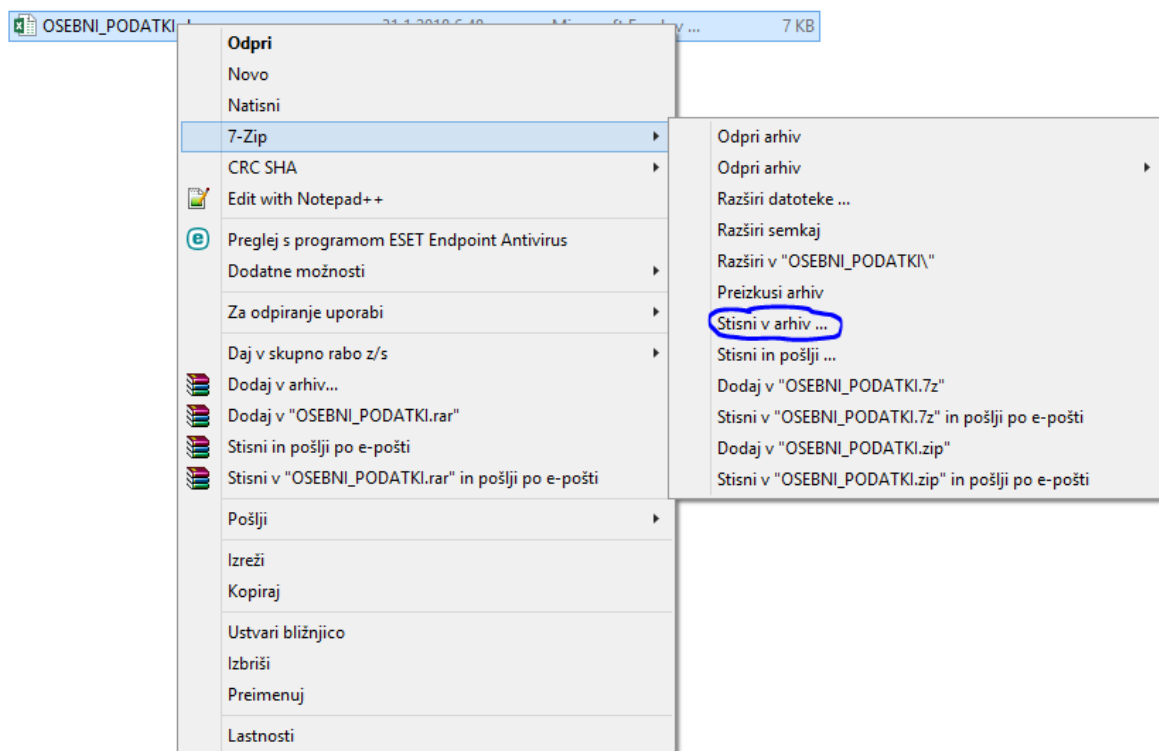 OSEBNI_PODATKI
7 KB
Odpri
Novo
Natisni
7-Zip
CRC SHA
Edit with Notepad++
Preglej s programom ESET Endpoint Antivirus
Dodatne možnosti
Za odpiranje uporabi
Daj v skupno rabo z/s
Dodaj v arhiv...
Dodaj v "OSEBNI_PODATKI.rar"
Stisni in pošlji po e-pošti
Stisni v "OSEBNI_PODATKI.rar" in pošlji po e-pošti
Pošlji
Izreži
Kopiraj
Ustvari bližnjico
Izbriši
Preimenuj
Lastnosti
Odpri arhiv
Odpri arhiv
Razširi datoteke ...
Razširi semkaj
Razširi v "OSEBNI_PODATKI\"
Preizkusi arhiv
Stisni v arhiv ...
Stisni in pošlji ...
Dodaj v "OSEBNI_PODATKI.7z"
Stisni v "OSEBNI_PODATKI.7z" in pošlji po e-pošti
Dodaj v "OSEBNI_PODATKI.zip"
Stisni v "OSEBNI_PODATKI.zip" in pošlji po e-pošti